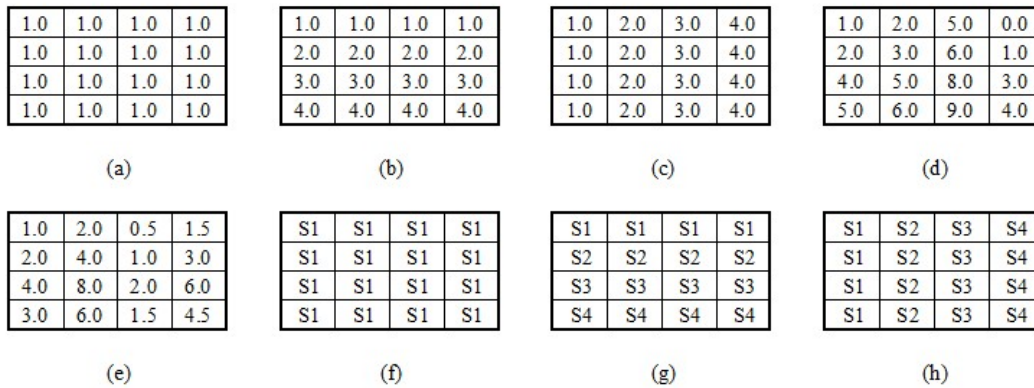 1.0 1.0 1.0 1.0 1.0 1.0 1.0 1.0 1.0 2.0 3.0 4.0 1.0 2.0 5.0 0.0
1.0 1.0 1.0 1.0 2.0 2.0 2.0 2.0 1.0 2.0 3.0 4.0 2.0 3.0 6.0 1.0
1.0 1.0 1.0 1.0 3.0 3.0 3.0 3.0 1.0 2.0 3.0 4.0 4.0 5.0 8.0 3.0
1.0 1.0 1.0 1.0 4.0 4.0 4.0 4.0 1.0 2.0 3.0 4.0 5.0 6.0 9.0 4.0
(a) (b) (c) (d)
1.0 2.0 0.5 1.5 S1 S1 S1 S1 S1 S1 S1 S1 S1 S2 S3 S4
2.0 4.0 1.0 3.0 S1 S1 S1 S1 S2 S2 S2 S2 S1 S2 S3 S4
4.0 8.0 2.0 6.0 S1 S1 S1 S1 S3 S3 S3 S3 S1 S2 S3 S4
3.0 6.0 1.5 4.5 S1 S1 S1 S1 S4 S4 S4 S4 S1 S2 S3 S4
(e) (f) (g) (h)